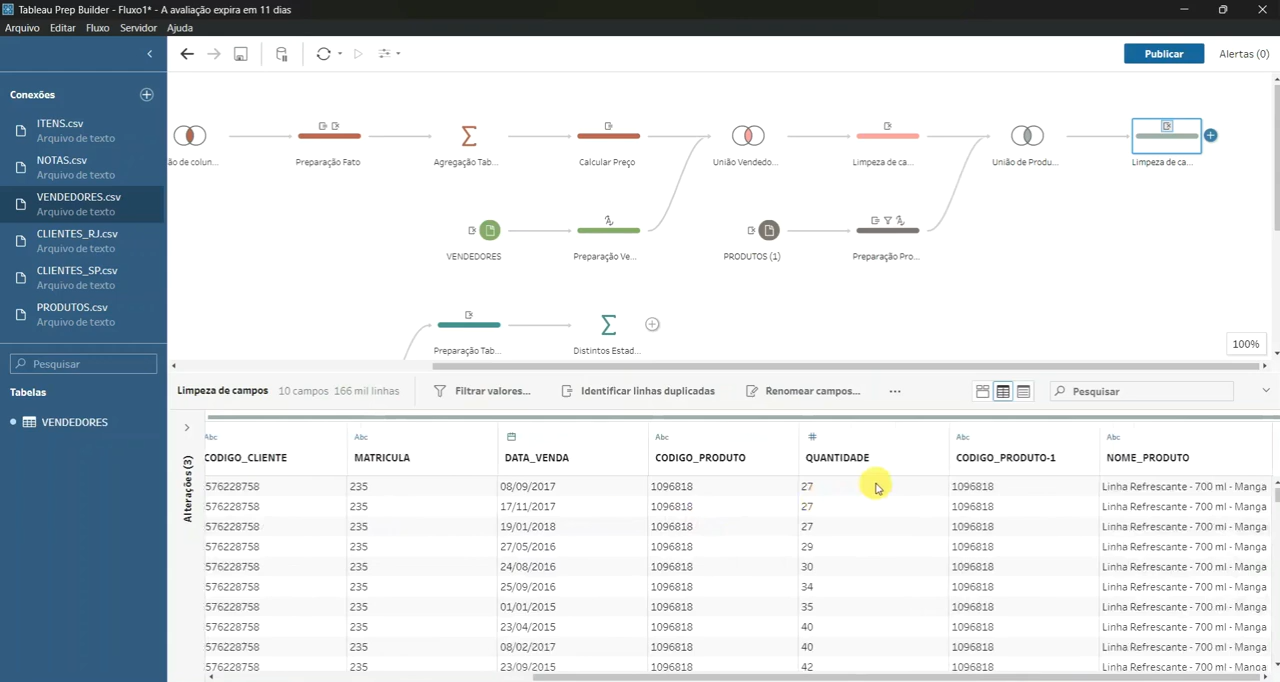 Tableau Prep Builder - Fluxo1* - A avaliação expira em 11 dias
Arquivo Editar Fluxo Servidor Ajuda
Publicar Alertas (0)
Conexões
ITENS.csv
Arquivo de texto
NOTAS.csv
Arquivo de texto
VENDEDORES.csv
Arquivo de texto
CLIENTES_RJ.csv
Arquivo de texto
CLIENTES_SP.csv
Arquivo de texto
PRODUTOS.csv
Arquivo de texto
Pesquisar
Tabelas
VENDEDORES
ão de colun... Preparação Fato Agregação Tab... Calcular Preço União Vendedo... Limpeza de ca... União de Produ... Limpeza de ca...
VENDEDORES Preparação Ve... PRODUTOS (1) Preparação Pro...
Preparação Tab... Distintos Estad...
100%
Limpeza de campos 10 campos 166 mil linhas Filtrar valores... Identificar linhas duplicadas Renomear campos... ... Pesquisar
Alterações (3)
Abc Abc Abc # Abc Abc
CODIGO_CLIENTE MATRICULA DATA_VENDA CODIGO_PRODUTO QUANTIDADE CODIGO_PRODUTO-1 NOME_PRODUTO
576228758 235 08/09/2017 1096818 27 1096818 Linha Refrescante - 700 ml - Manga
576228758 235 17/11/2017 1096818 27 1096818 Linha Refrescante - 700 ml - Manga
576228758 235 19/01/2018 1096818 27 1096818 Linha Refrescante - 700 ml - Manga
576228758 235 27/05/2016 1096818 29 1096818 Linha Refrescante - 700 ml - Manga
576228758 235 24/08/2016 1096818 30 1096818 Linha Refrescante - 700 ml - Manga
576228758 235 25/09/2016 1096818 34 1096818 Linha Refrescante - 700 ml - Manga
576228758 235 01/01/2015 1096818 35 1096818 Linha Refrescante - 700 ml - Manga
576228758 235 23/04/2015 1096818 40 1096818 Linha Refrescante - 700 ml - Manga
576228758 235 08/02/2017 1096818 40 1096818 Linha Refrescante - 700 ml - Manga
576228758 235 23/09/2015 1096818 42 1096818 Linha Refrescante - 700 ml - Manga